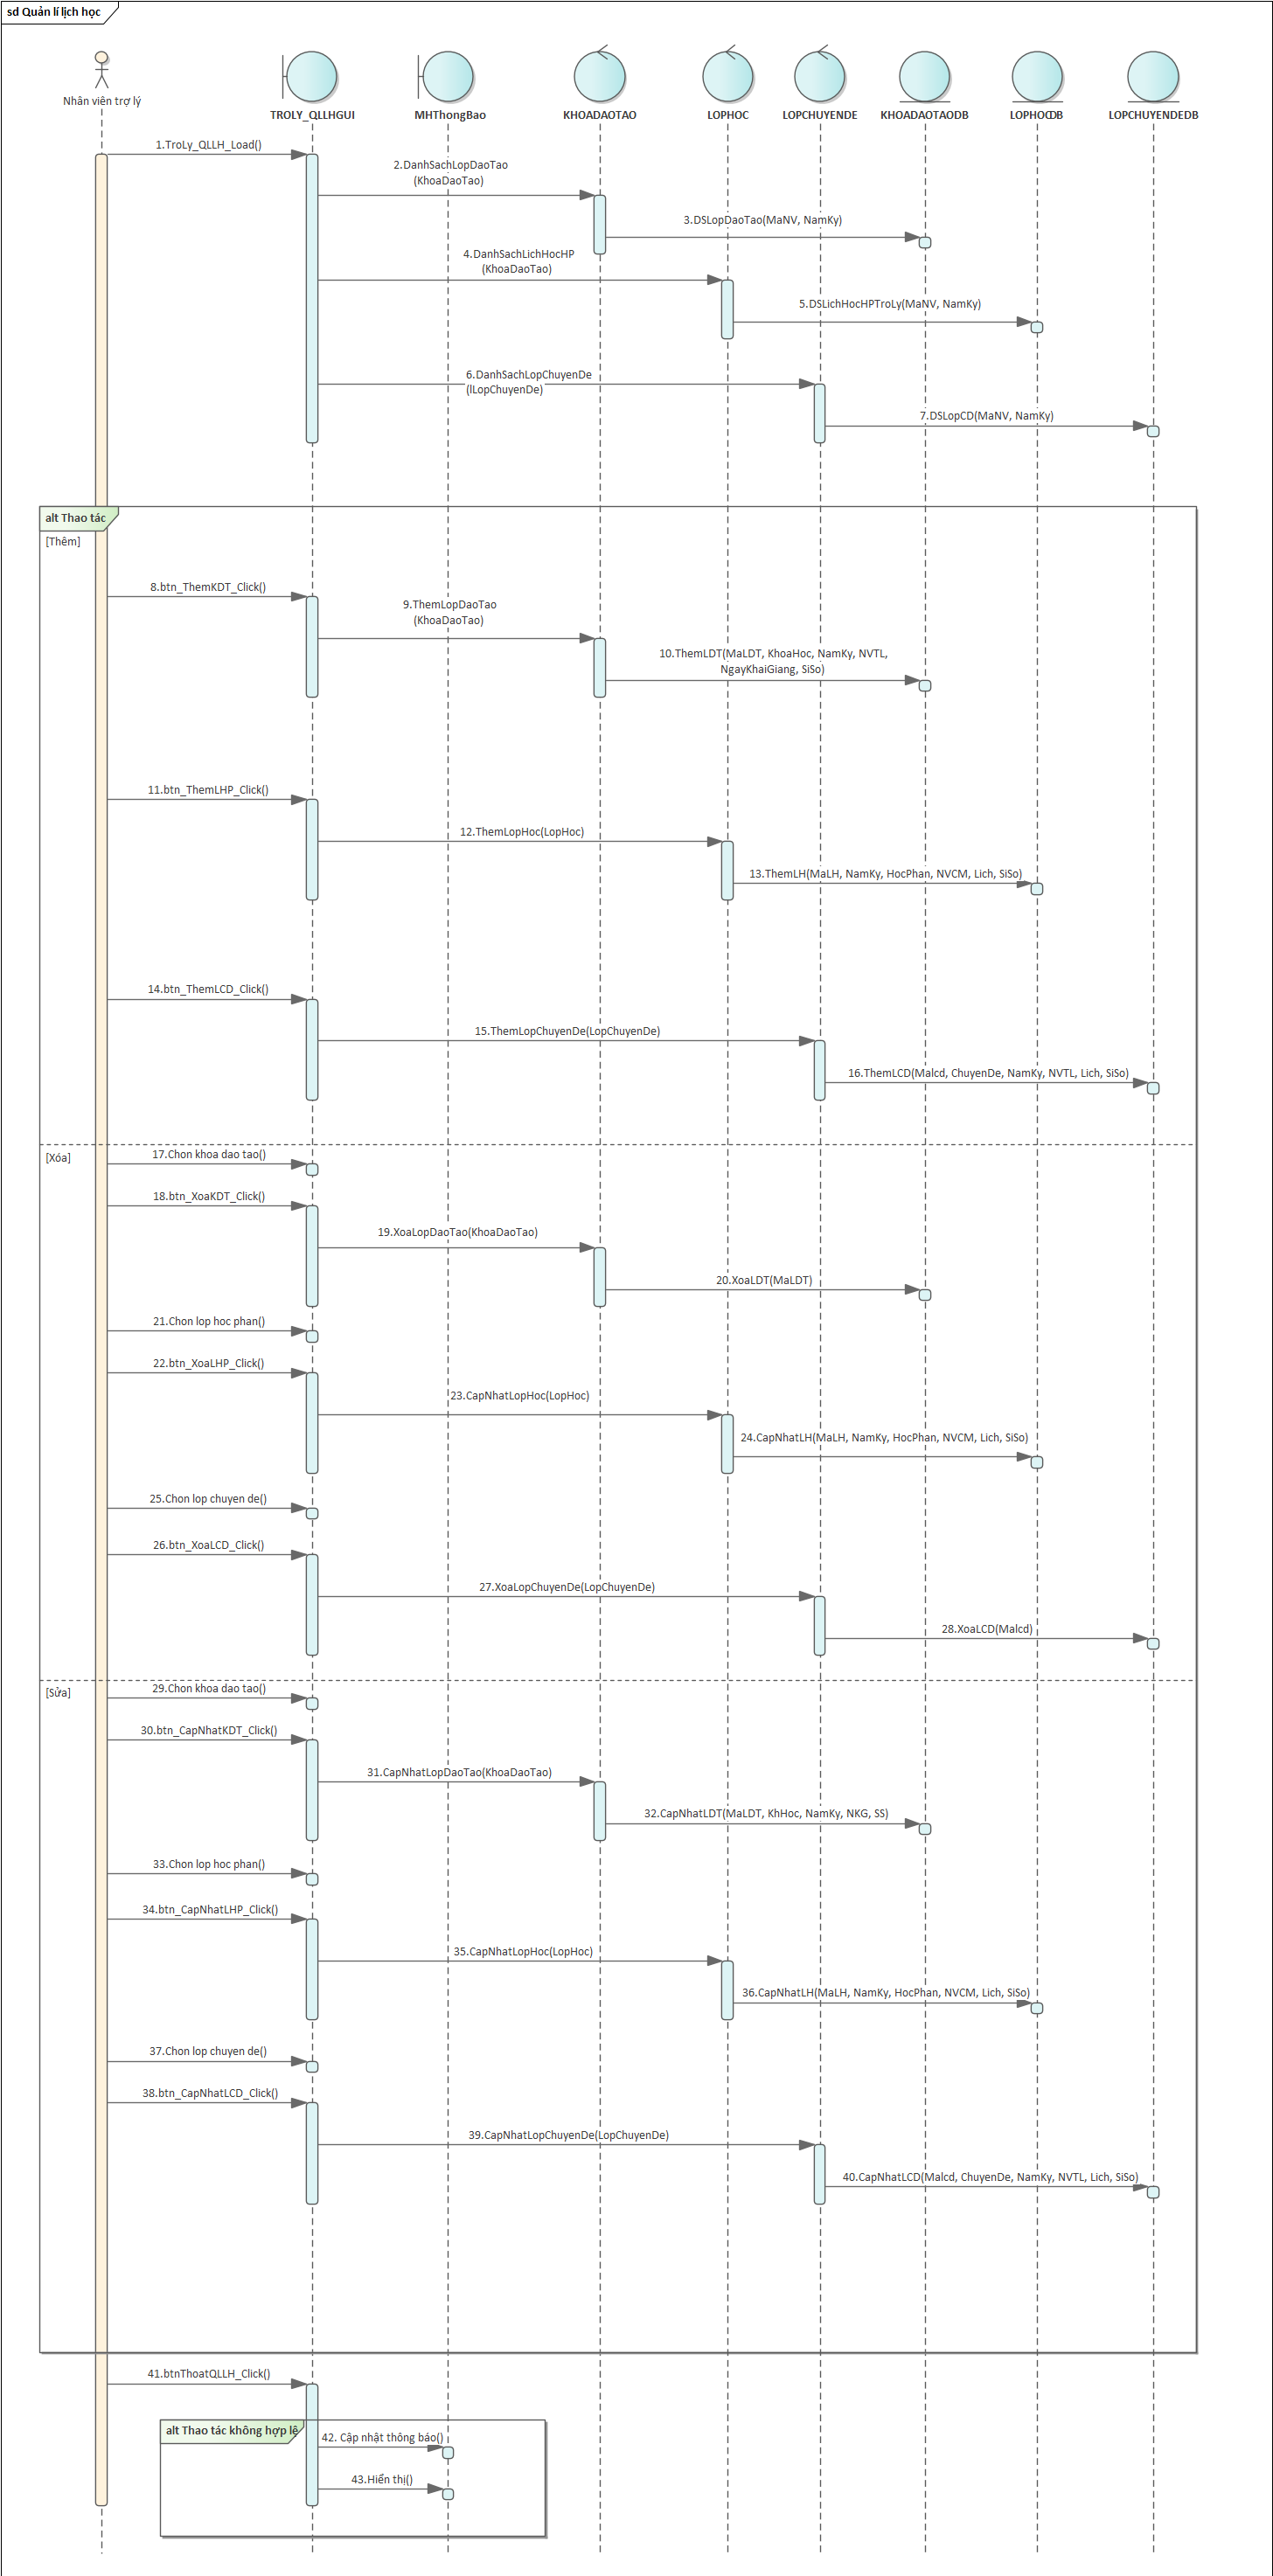 sd Quản lí lịch học
Nhân viên trợ lý
TROLY_QLLHGUI
MHThongBao
KHOADAOTAO
LOPHOC
LOPCHUYENDE
KHOADAOTAODB
LOPHOCDB
LOPCHUYENDEDB
1.TroLy_QLLH_Load()
2.DanhSachLopDaoTao
(KhoaDaoTao)
3.DSLopDaoTao(MaNV, NamKy)
4.DanhSachLichHocHP
(KhoaDaoTao)
5.DSLichHocHPTroLy(MaNV, NamKy)
6.DanhSachLopChuyenDe
(lLopChuyenDe)
7.DSLopCD(MaNV, NamKy)
alt Thao tác
[Thêm]
8.btn_ThemKDT_Click()
9.ThemLopDaoTao
(KhoaDaoTao)
10.ThemLDT(MaLDT, KhoaHoc, NamKy, NVTL,
NgayKhaiGiang, SiSo)
11.btn_ThemLHP_Click()
12.ThemLopHoc(LopHoc)
13.ThemLH(MaLH, NamKy, HocPhan, NVCM, Lich, SiSo)
14.btn_ThemLCD_Click()
15.ThemLopChuyenDe(LopChuyenDe)
16.ThemLCD(Malcd, ChuyenDe, NamKy, NVTL, Lich, SiSo)
[Xóa]
17.Chon khoa dao tao()
18.btn_XoaKDT_Click()
19.XoaLopDaoTao(KhoaDaoTao)
20.XoaLDT(MaLDT)
21.Chon lop hoc phan()
22.btn_XoaLHP_Click()
23.CapNhatLopHoc(LopHoc)
24.CapNhatLH(MaLH, NamKy, HocPhan, NVCM, Lich, SiSo)
25.Chon lop chuyen de()
26.btn_XoaLCD_Click()
27.XoaLopChuyenDe(LopChuyenDe)
28.XoaLCD(Malcd)
[Sửa]
29.Chon khoa dao tao()
30.btn_CapNhatKDT_Click()
31.CapNhatLopDaoTao(KhoaDaoTao)
32.CapNhatLDT(MaLDT, KhHoc, NamKy, NKG, SS)
33.Chon lop hoc phan()
34.btn_CapNhatLHP_Click()
35.CapNhatLopHoc(LopHoc)
36.CapNhatLH(MaLH, NamKy, HocPhan, NVCM, Lich, SiSo)
37.Chon lop chuyen de()
38.btn_CapNhatLCD_Click()
39.CapNhatLopChuyenDe(LopChuyenDe)
40.CapNhatLCD(Malcd, ChuyenDe, NamKy, NVTL, Lich, SiSo)
41.btnThoatQLLH_Click()
alt Thao tác không hợp lệ
42. Cập nhật thông báo()
43.Hiển thị()